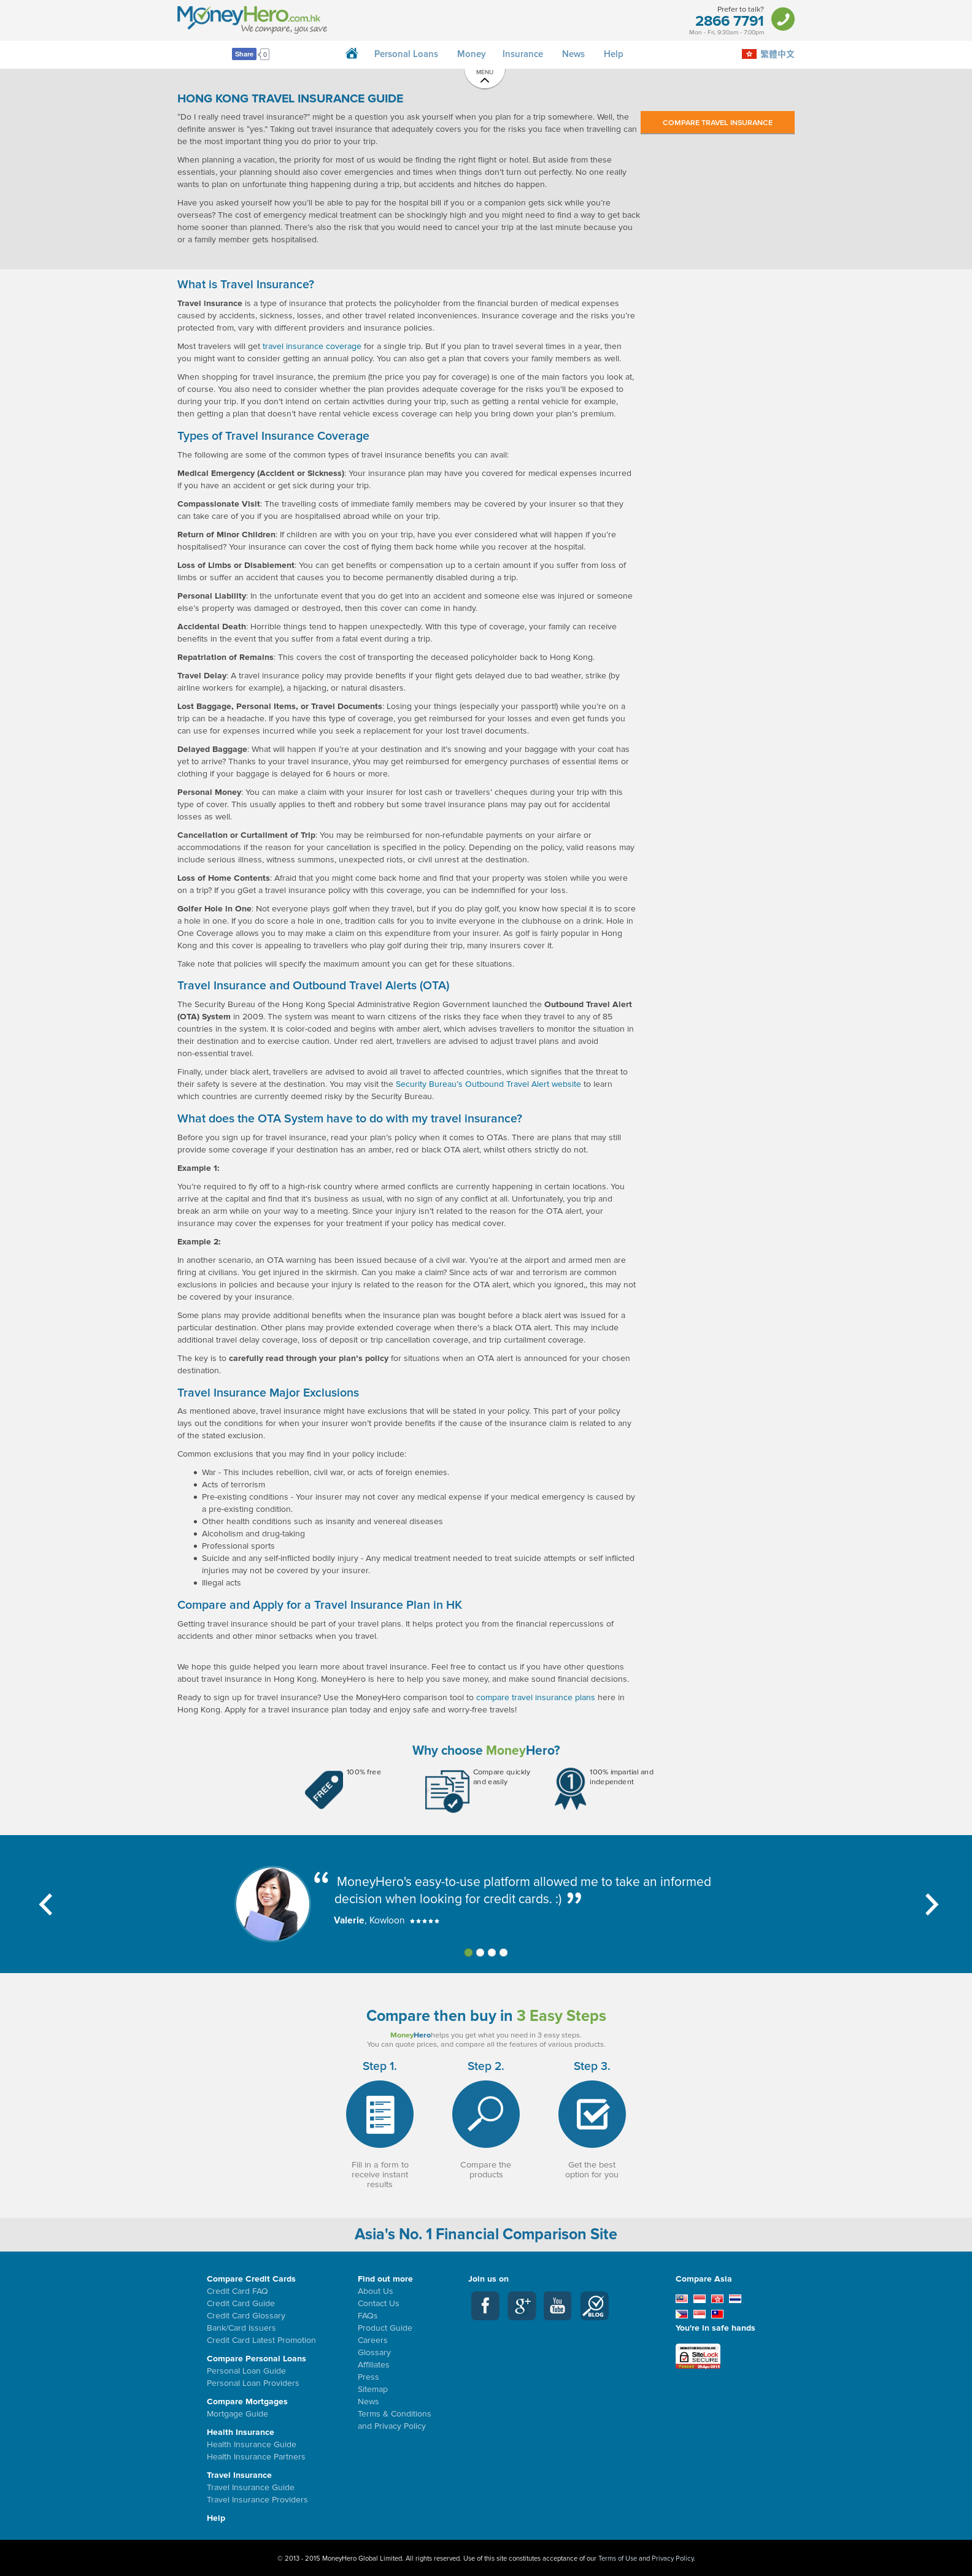 MoneyHero.com.hk
We compare, you save
Prefer to talk?
2866 7791
Mon - Fri, 9:30am - 7:00pm
Share 0
Personal Loans Money Insurance News Help
繁體中文
MENU
HONG KONG TRAVEL INSURANCE GUIDE
"Do I really need travel insurance?" might be a question you ask yourself when you plan for a trip somewhere. Well, the
definite answer is "yes." Taking out travel insurance that adequately covers you for the risks you face when travelling can
be the most important thing you do prior to your trip.
COMPARE TRAVEL INSURANCE
When planning a vacation, the priority for most of us would be finding the right flight or hotel. But aside from these
essentials, your planning should also cover emergencies and times when things don't turn out perfectly. No one really
wants to plan on unfortunate thing happening during a trip, but accidents and hitches do happen.
Have you asked yourself how you'll be able to pay for the hospital bill if you or a companion gets sick while you're
overseas? The cost of emergency medical treatment can be shockingly high and you might need to find a way to get back
home sooner than planned. There's also the risk that you would need to cancel your trip at the last minute because you
or a family member gets hospitalised.
What is Travel Insurance?
Travel insurance is a type of insurance that protects the policyholder from the financial burden of medical expenses
caused by accidents, sickness, losses, and other travel related inconveniences. Insurance coverage and the risks you're
protected from, vary with different providers and insurance policies.
Most travelers will get travel insurance coverage for a single trip. But if you plan to travel several times in a year, then
you might want to consider getting an annual policy. You can also get a plan that covers your family members as well.
When shopping for travel insurance, the premium (the price you pay for coverage) is one of the main factors you look at,
of course. You also need to consider whether the plan provides adequate coverage for the risks you'll be exposed to
during your trip. If you don't intend on certain activities during your trip, such as getting a rental vehicle for example,
then getting a plan that doesn't have rental vehicle excess coverage can help you bring down your plan's premium.
Types of Travel Insurance Coverage
The following are some of the common types of travel insurance benefits you can avail:
Medical Emergency (Accident or Sickness): Your insurance plan may have you covered for medical expenses incurred
if you have an accident or get sick during your trip.
Compassionate Visit: The travelling costs of immediate family members may be covered by your insurer so that they
can take care of you if you are hospitalised abroad while on your trip.
Return of Minor Children: If children are with you on your trip, have you ever considered what will happen if you're
hospitalised? Your insurance can cover the cost of flying them back home while you recover at the hospital.
Loss of Limbs or Disablement: You can get benefits or compensation up to a certain amount if you suffer from loss of
limbs or suffer an accident that causes you to become permanently disabled during a trip.
Personal Liability: In the unfortunate event that you do get into an accident and someone else was injured or someone
else's property was damaged or destroyed, then this cover can come in handy.
Accidental Death: Horrible things tend to happen unexpectedly. With this type of coverage, your family can receive
benefits in the event that you suffer from a fatal event during a trip.
Repatriation of Remains: This covers the cost of transporting the deceased policyholder back to Hong Kong.
Travel Delay: A travel insurance policy may provide benefits if your flight gets delayed due to bad weather, strike (by
airline workers for example), a hijacking, or natural disasters.
Lost Baggage, Personal Items, or Travel Documents: Losing your things (especially your passport!) while you're on a
trip can be a headache. If you have this type of coverage, you get reimbursed for your losses and even get funds you
can use for expenses incurred while you seek a replacement for your lost travel documents.
Delayed Baggage: What will happen if you're at your destination and it's snowing and your baggage with your coat has
yet to arrive? Thanks to your travel insurance, yYou may get reimbursed for emergency purchases of essential items or
clothing if your baggage is delayed for 6 hours or more.
Personal Money: You can make a claim with your insurer for lost cash or travellers' cheques during your trip with this
type of cover. This usually applies to theft and robbery but some travel insurance plans may pay out for accidental
losses as well.
Cancellation or Curtailment of Trip: You may be reimbursed for non-refundable payments on your airfare or
accommodations if the reason for your cancellation is specified in the policy. Depending on the policy, valid reasons may
include serious illness, witness summons, unexpected riots, or civil unrest at the destination.
Loss of Home Contents: Afraid that you might come back home and find that your property was stolen while you were
on a trip? If you gGet a travel insurance policy with this coverage, you can be indemnified for your loss.
Golfer Hole in One: Not everyone plays golf when they travel, but if you do play golf, you know how special it is to score
a hole in one. If you do score a hole in one, tradition calls for you to invite everyone in the clubhouse on a drink. Hole in
One Coverage allows you to may make a claim on this expenditure from your insurer. As golf is fairly popular in Hong
Kong and this cover is appealing to travellers who play golf during their trip, many insurers cover it.
Take note that policies will specify the maximum amount you can get for these situations.
Travel Insurance and Outbound Travel Alerts (OTA)
The Security Bureau of the Hong Kong Special Administrative Region Government launched the Outbound Travel Alert
(OTA) System in 2009. The system was meant to warn citizens of the risks they face when they travel to any of 85
countries in the system. It is color-coded and begins with amber alert, which advises travellers to monitor the situation in
their destination and to exercise caution. Under red alert, travellers are advised to adjust travel plans and avoid
non-essential travel.
Finally, under black alert, travellers are advised to avoid all travel to affected countries, which signifies that the threat to
their safety is severe at the destination. You may visit the Security Bureau's Outbound Travel Alert website to learn
which countries are currently deemed risky by the Security Bureau.
What does the OTA System have to do with my travel insurance?
Before you sign up for travel insurance, read your plan's policy when it comes to OTAs. There are plans that may still
provide some coverage if your destination has an amber, red or black OTA alert, whilst others strictly do not.
Example 1:
You're required to fly off to a high-risk country where armed conflicts are currently happening in certain locations. You
arrive at the capital and find that it's business as usual, with no sign of any conflict at all. Unfortunately, you trip and
break an arm while on your way to a meeting. Since your injury isn't related to the reason for the OTA alert, your
insurance may cover the expenses for your treatment if your policy has medical cover.
Example 2:
In another scenario, an OTA warning has been issued because of a civil war. Yyou're at the airport and armed men are
firing at civilians. You get injured in the skirmish. Can you make a claim? Since acts of war and terrorism are common
exclusions in policies and because your injury is related to the reason for the OTA alert, which you ignored,, this may not
be covered by your insurance.
Some plans may provide additional benefits when the insurance plan was bought before a black alert was issued for a
particular destination. Other plans may provide extended coverage when there's a black OTA alert. This may include
additional travel delay coverage, loss of deposit or trip cancellation coverage, and trip curtailment coverage.
The key is to carefully read through your plan's policy for situations when an OTA alert is announced for your chosen
destination.
Travel Insurance Major Exclusions
As mentioned above, travel insurance might have exclusions that will be stated in your policy. This part of your policy
lays out the conditions for when your insurer won't provide benefits if the cause of the insurance claim is related to any
of the stated exclusion.
Common exclusions that you may find in your policy include:
• War - This includes rebellion, civil war, or acts of foreign enemies.
• Acts of terrorism
• Pre-existing conditions - Your insurer may not cover any medical expense if your medical emergency is caused by
a pre-existing condition.
• Other health conditions such as insanity and venereal diseases
• Alcoholism and drug-taking
• Professional sports
• Suicide and any self-inflicted bodily injury - Any medical treatment needed to treat suicide attempts or self inflicted
injuries may not be covered by your insurer.
• Illegal acts
Compare and Apply for a Travel Insurance Plan in HK
Getting travel insurance should be part of your travel plans. It helps protect you from the financial repercussions of
accidents and other minor setbacks when you travel.
We hope this guide helped you learn more about travel insurance. Feel free to contact us if you have other questions
about travel insurance in Hong Kong. MoneyHero is here to help you save money, and make sound financial decisions.
Ready to sign up for travel insurance? Use the MoneyHero comparison tool to compare travel insurance plans here in
Hong Kong. Apply for a travel insurance plan today and enjoy safe and worry-free travels!
Why choose MoneyHero?
FREE
100% free
Compare quickly
and easily
1
100% impartial and
independent
“ MoneyHero's easy-to-use platform allowed me to take an informed
decision when looking for credit cards. :) ”
Valerie, Kowloon ★★★★★
Compare then buy in 3 Easy Steps
MoneyHerohelps you get what you need in 3 easy steps.
You can quote prices, and compare all the features of various products.
Step 1.
Step 2.
Step 3.
Fill in a form to
receive instant
results
Compare the
products
Get the best
option for you
Asia's No. 1 Financial Comparison Site
Compare Credit Cards
Credit Card FAQ
Credit Card Guide
Credit Card Glossary
Bank/Card Issuers
Credit Card Latest Promotion
Compare Personal Loans
Personal Loan Guide
Personal Loan Providers
Compare Mortgages
Mortgage Guide
Health Insurance
Health Insurance Guide
Health Insurance Partners
Travel Insurance
Travel Insurance Guide
Travel Insurance Providers
Help
Find out more
About Us
Contact Us
FAQs
Product Guide
Careers
Glossary
Affiliates
Press
Sitemap
News
Terms & Conditions
and Privacy Policy
Join us on
f
g+
You
Tube
BLOG
Compare Asia
You're in safe hands
SiteLock
SECURE
© 2013 - 2015 MoneyHero Global Limited. All rights reserved. Use of this site constitutes acceptance of our Terms of Use and Privacy Policy.